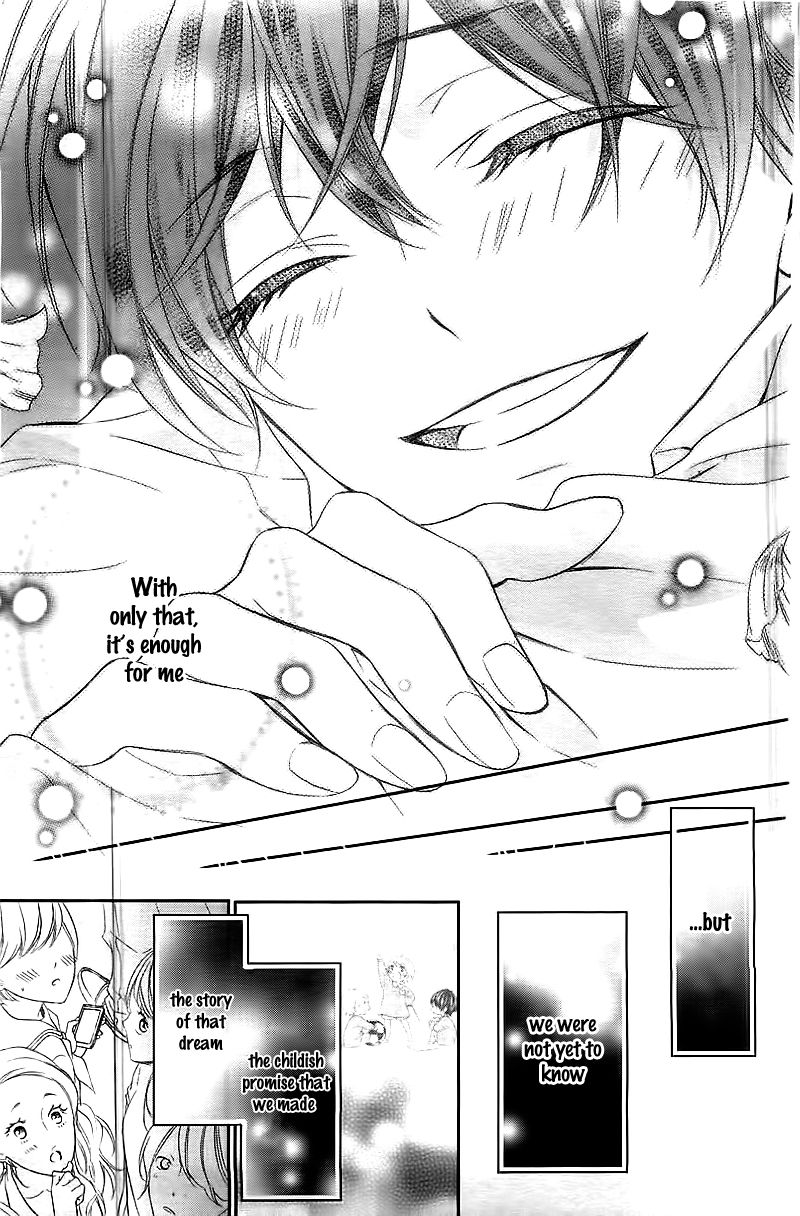 With
only that,
it's enough
for me
...but
we were
not yet to
know
the childish
promise that
we made
the story
of that
dream